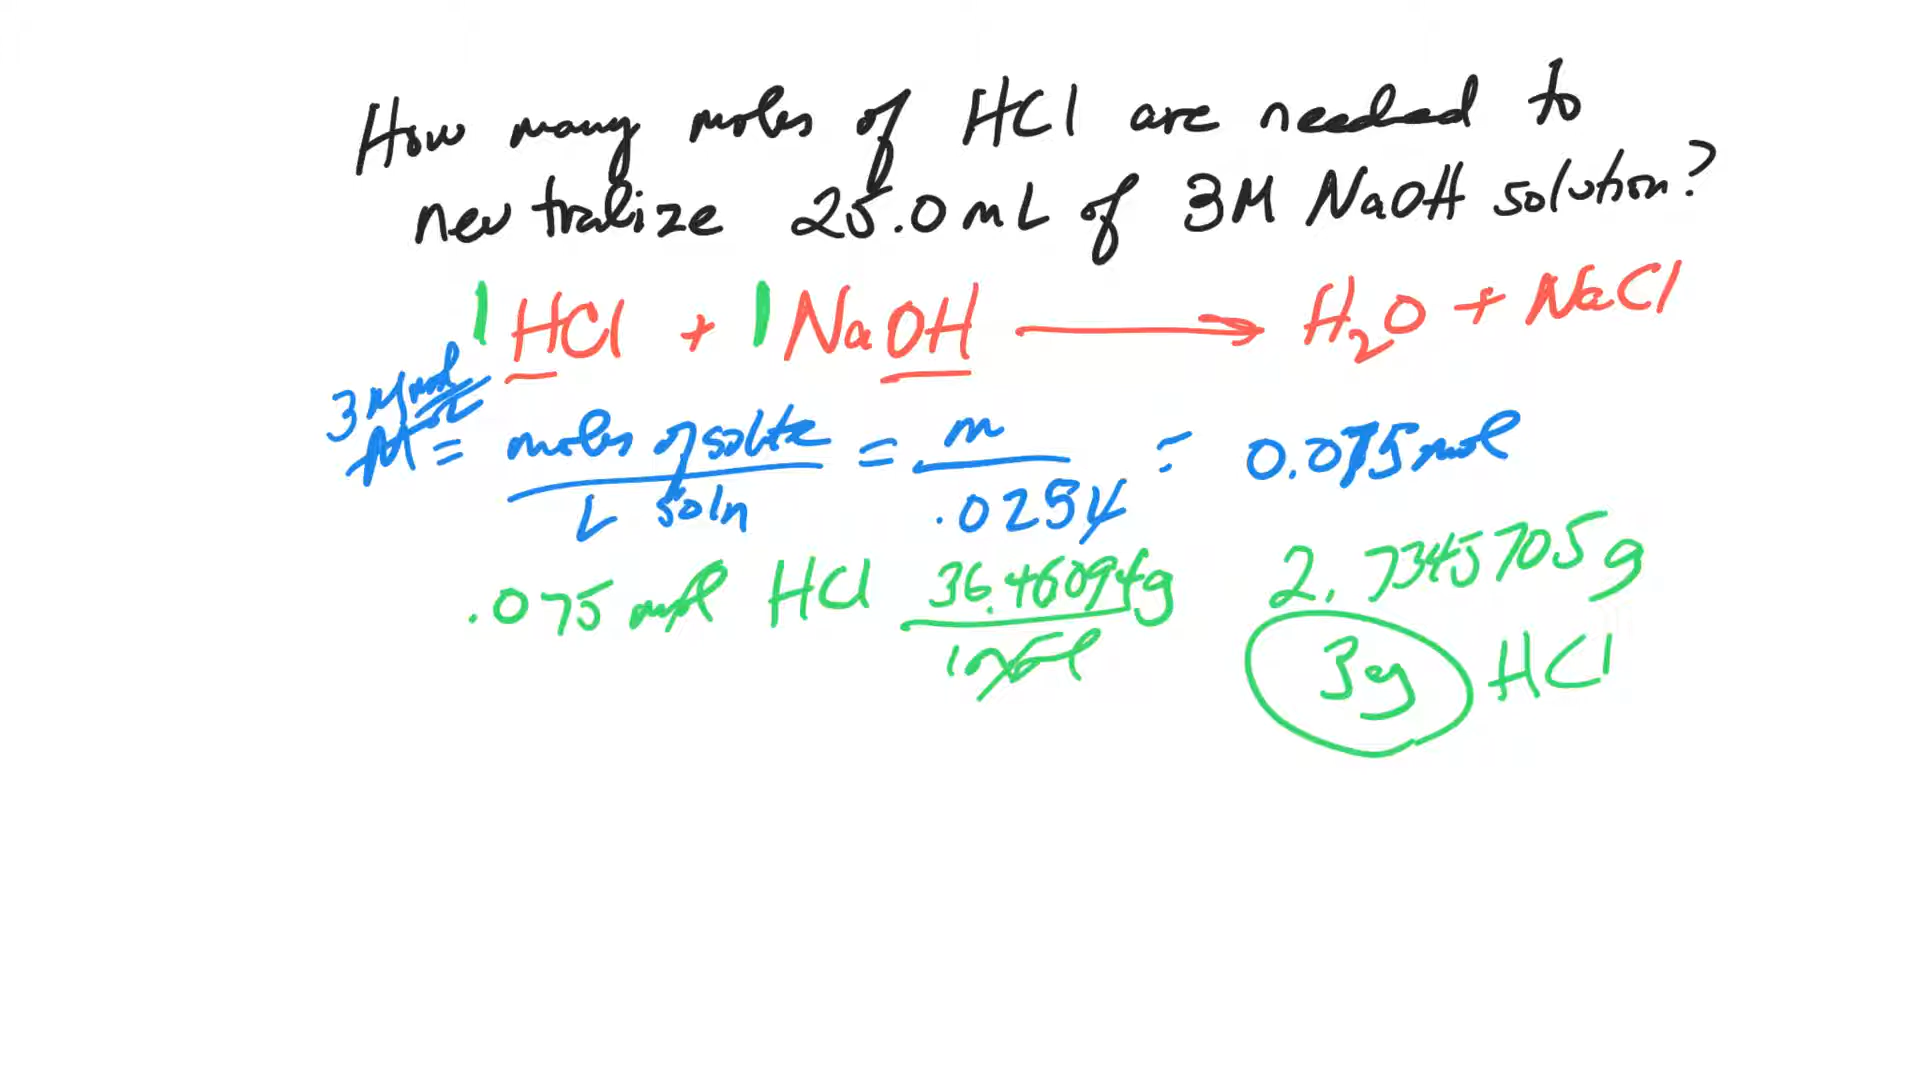 How many moles of HCl are needed to
neutralize 25.0 mL of 3M NaOH solution?
1 HCl + 1 NaOH → H₂O + NaCl
3 M mol/L
M = moles of solute / L soln = m / .025 L = 0.075 mol
.075 mol HCl 36.46094g / 1 mol 2.7345705g
3g HCl